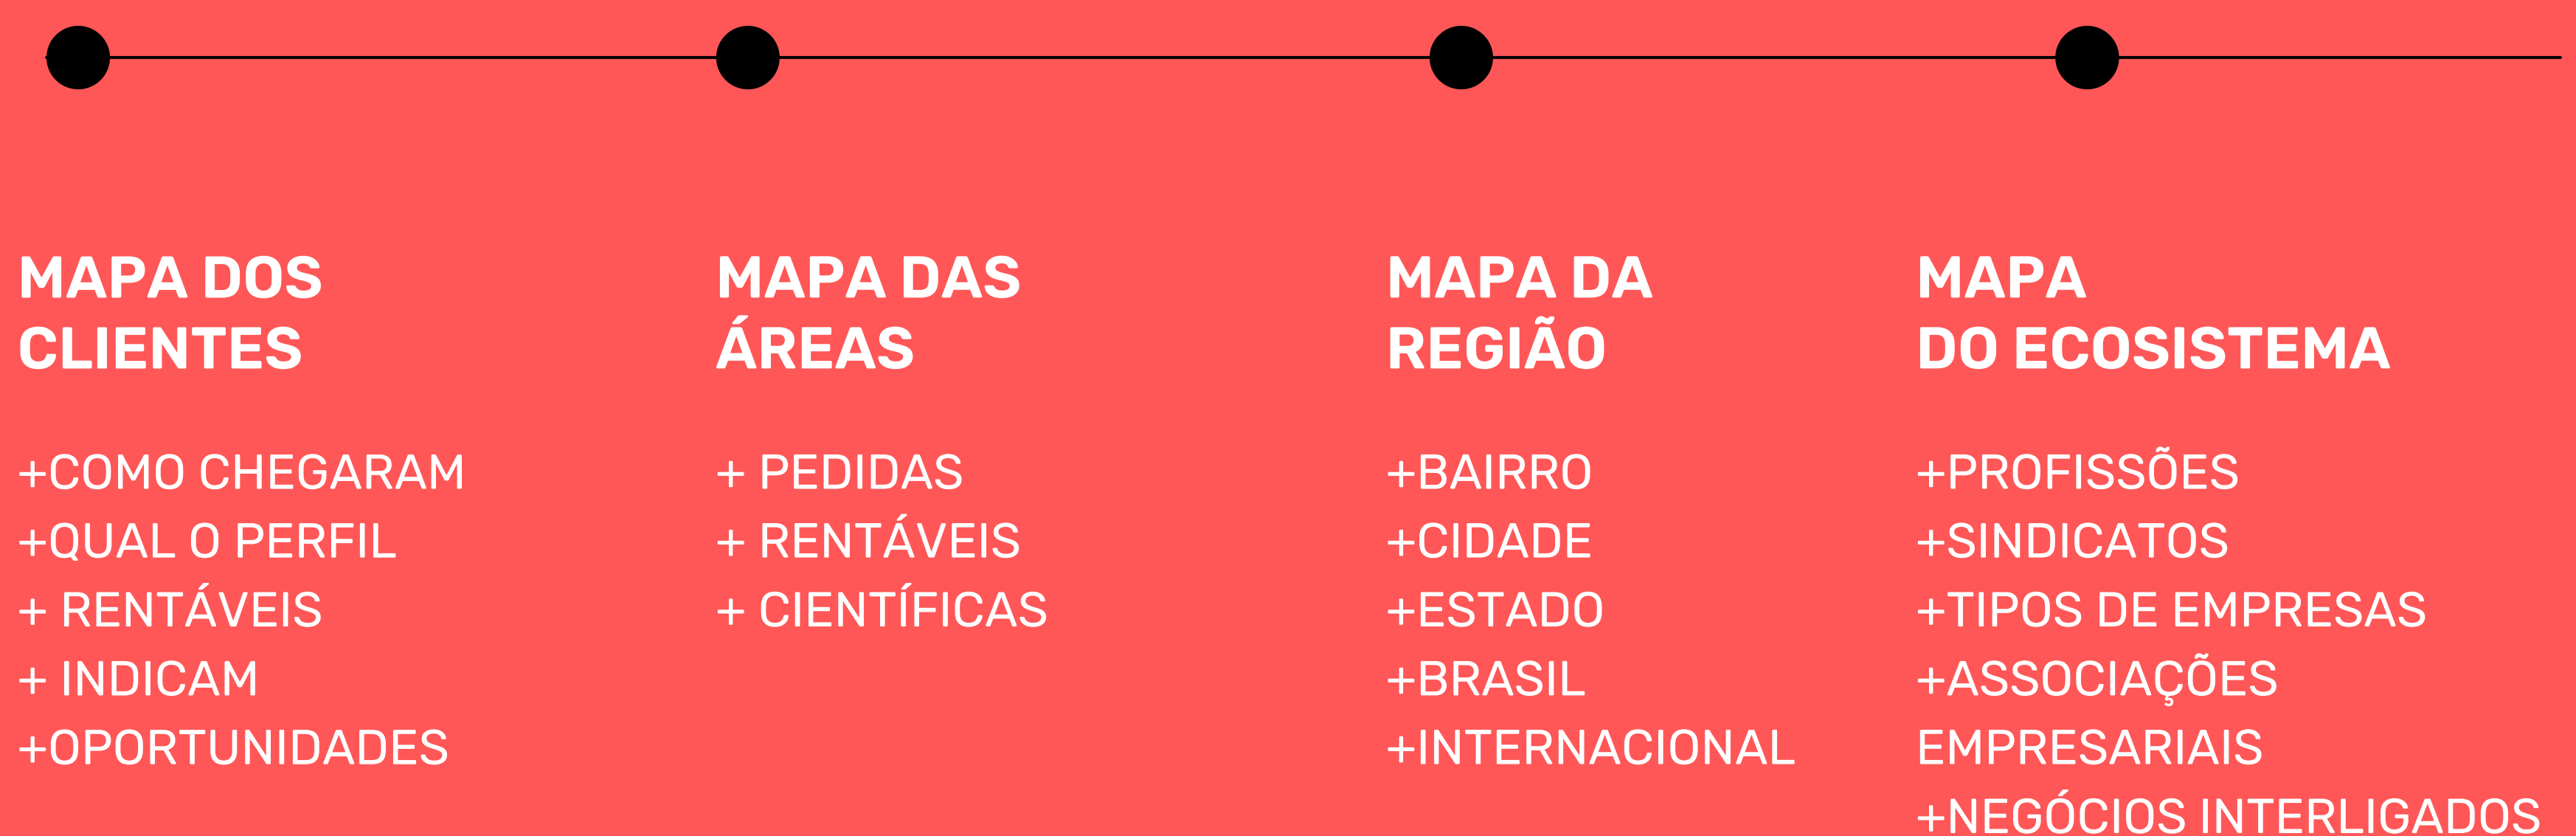 MAPA DOS
CLIENTES
+COMO CHEGARAM
+QUAL O PERFIL
+ RENTÁVEIS
+ INDICAM
+OPORTUNIDADES
MAPA DAS
ÁREAS
+ PEDIDAS
+ RENTÁVEIS
+ CIENTÍFICAS
MAPA DA
REGIÃO
+BAIRRO
+CIDADE
+ESTADO
+BRASIL
+INTERNACIONAL
MAPA
DO ECOSISTEMA
+PROFISSÕES
+SINDICATOS
+TIPOS DE EMPRESAS
+ASSOCIAÇÕES
EMPRESARIAIS
+NEGÓCIOS INTERLIGADOS